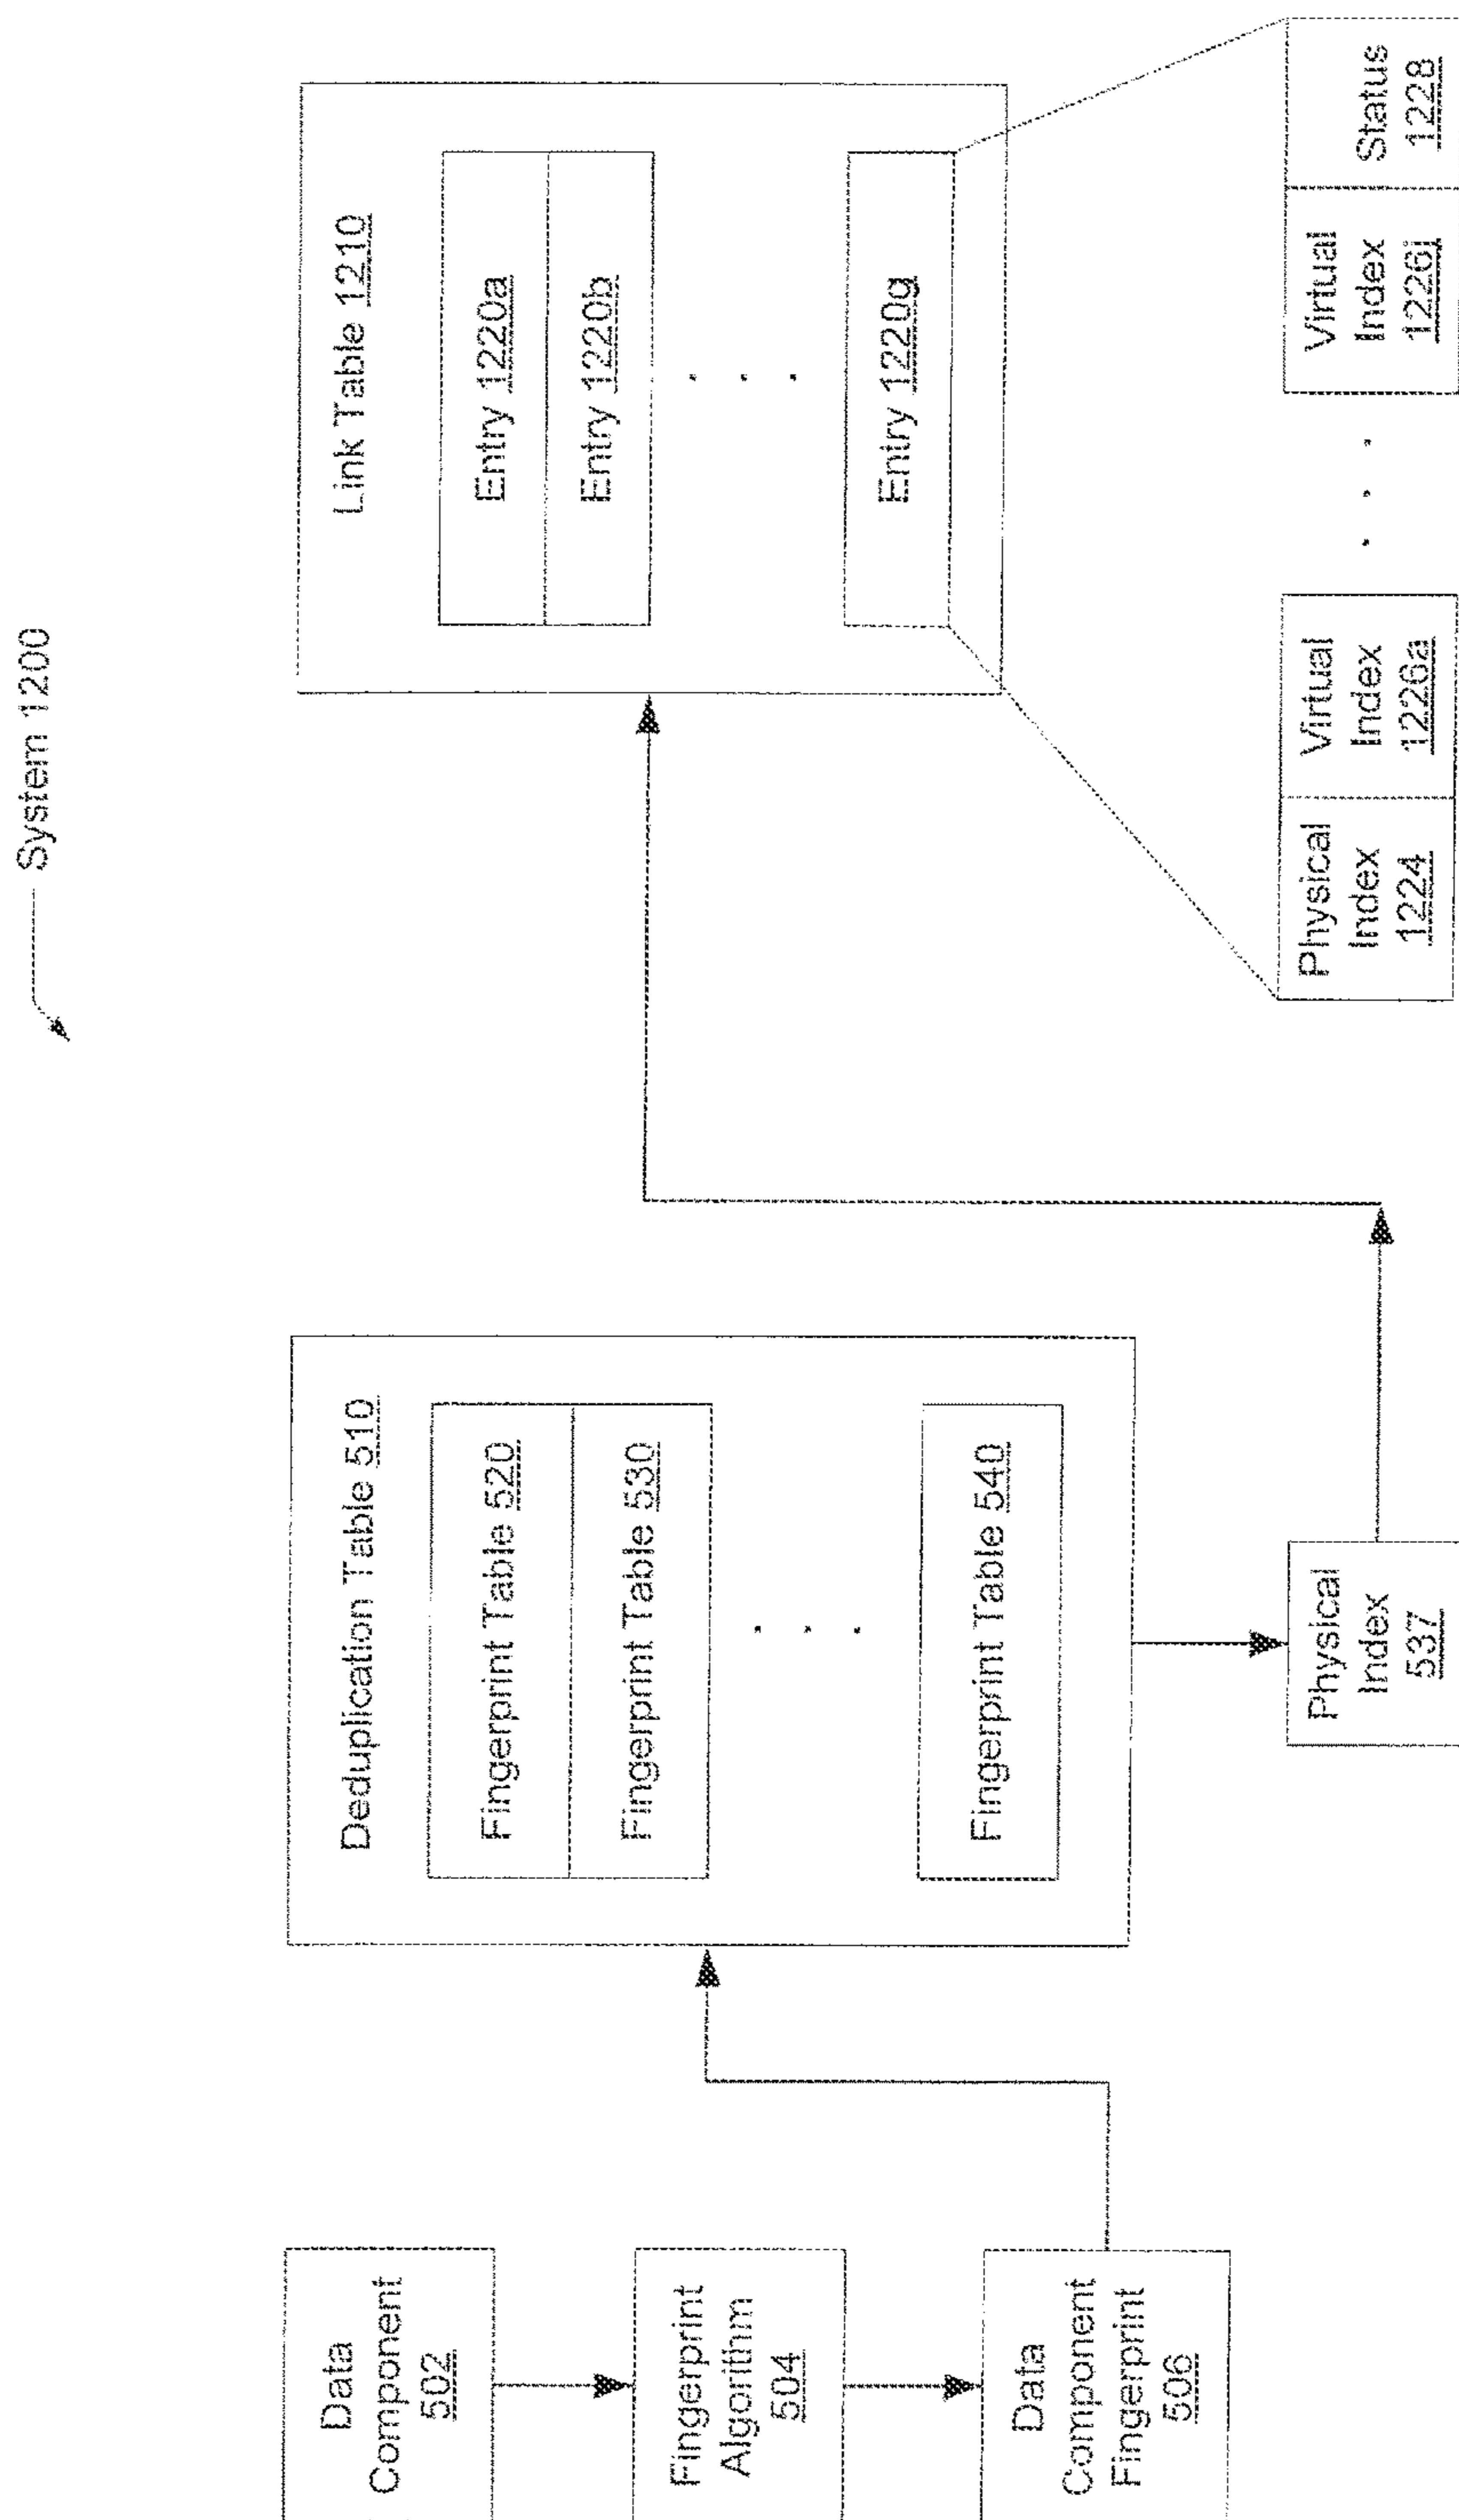 System 1200
Data
Component
502
Fingerprint
Algorithm
504
Data
Component
Fingerprint
506
Deduplication Table 510
Fingerprint Table 520
Fingerprint Table 530
. . .
Fingerprint Table 540
Physical
Index
537
Link Table 1210
Entry 1220a
Entry 1220b
. . .
Entry 1220g
Physical
Index
1224
Virtual
Index
1226a
. . .
Virtual
Index
1226j
Status
1228